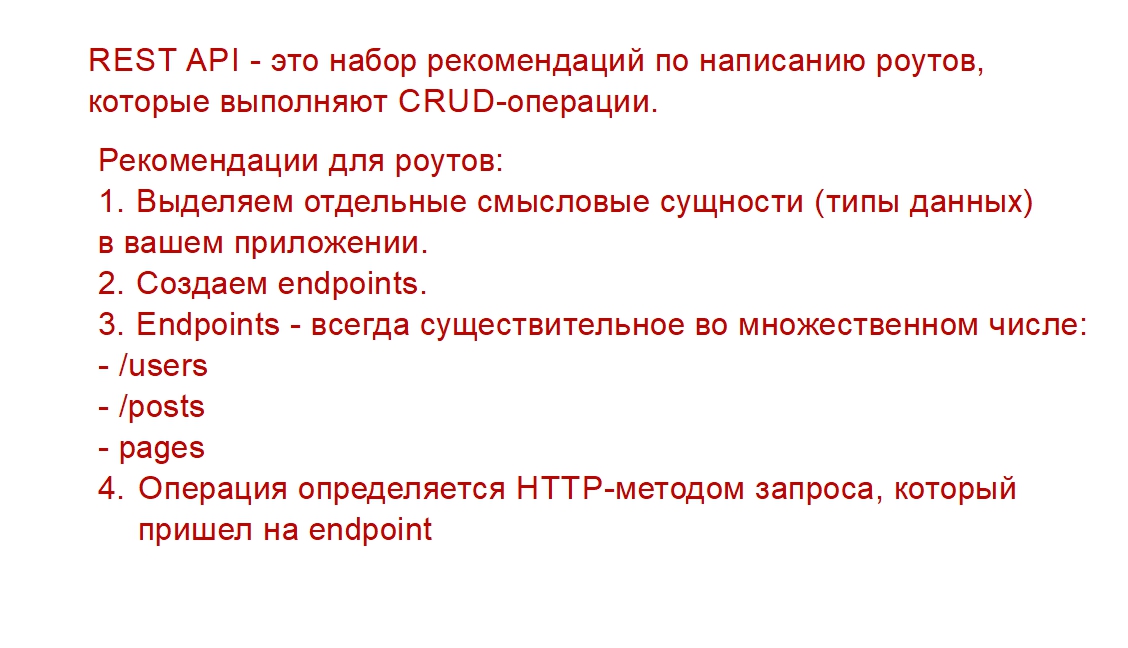 REST API - это набор рекомендаций по написанию роутов,
которые выполняют CRUD-операции.
Рекомендации для роутов:
1. Выделяем отдельные смысловые сущности (типы данных)
в вашем приложении.
2. Создаем endpoints.
3. Endpoints - всегда существительное во множественном числе:
- /users
- /posts
- pages
4. Операция определяется HTTP-методом запроса, который
пришел на endpoint